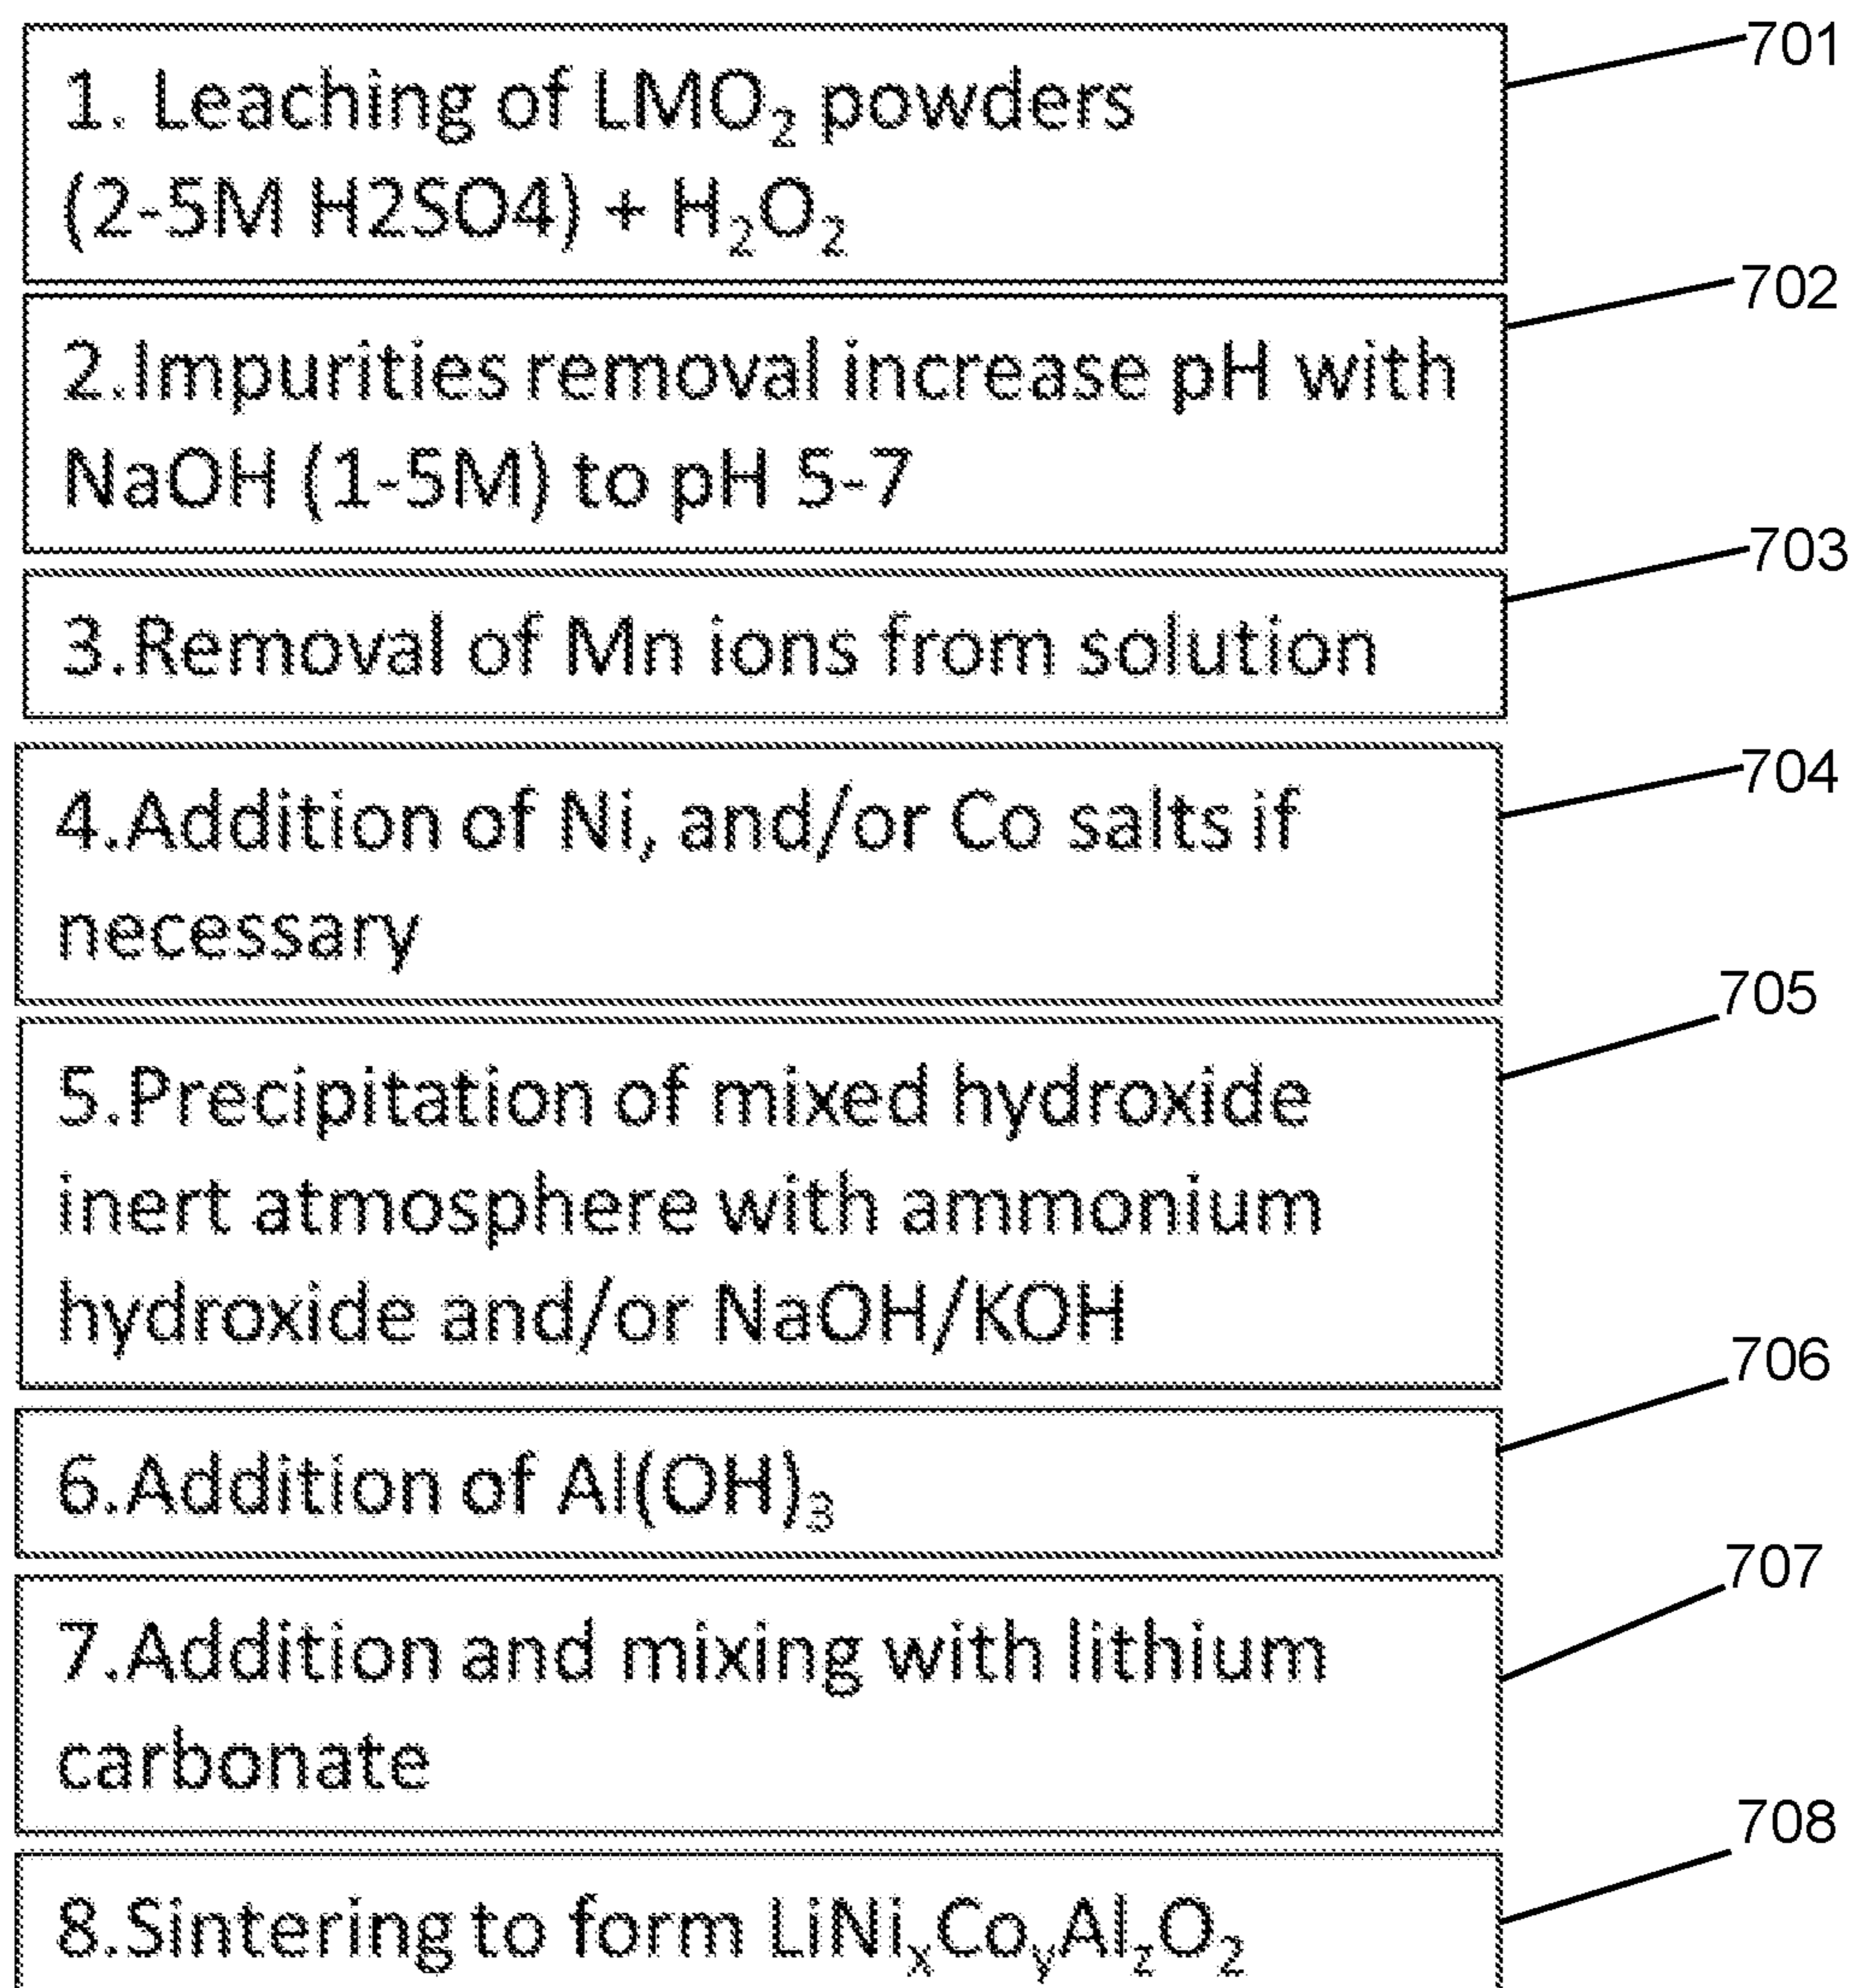 701
1. Leaching of LMO₂ powders
(2-5M H2SO4) + H₂O₂
702
2.Impurities removal increase pH with
NaOH (1-5M) to pH 5-7
703
3.Removal of Mn ions from solution
704
4.Addition of Ni, and/or Co salts if
necessary
705
5.Precipitation of mixed hydroxide
inert atmosphere with ammonium
hydroxide and/or NaOH/KOH
706
6.Addition of Al(OH)₃
707
7.Addition and mixing with lithium
carbonate
708
8.Sintering to form LiNiₓCoᵧAl_zO₂